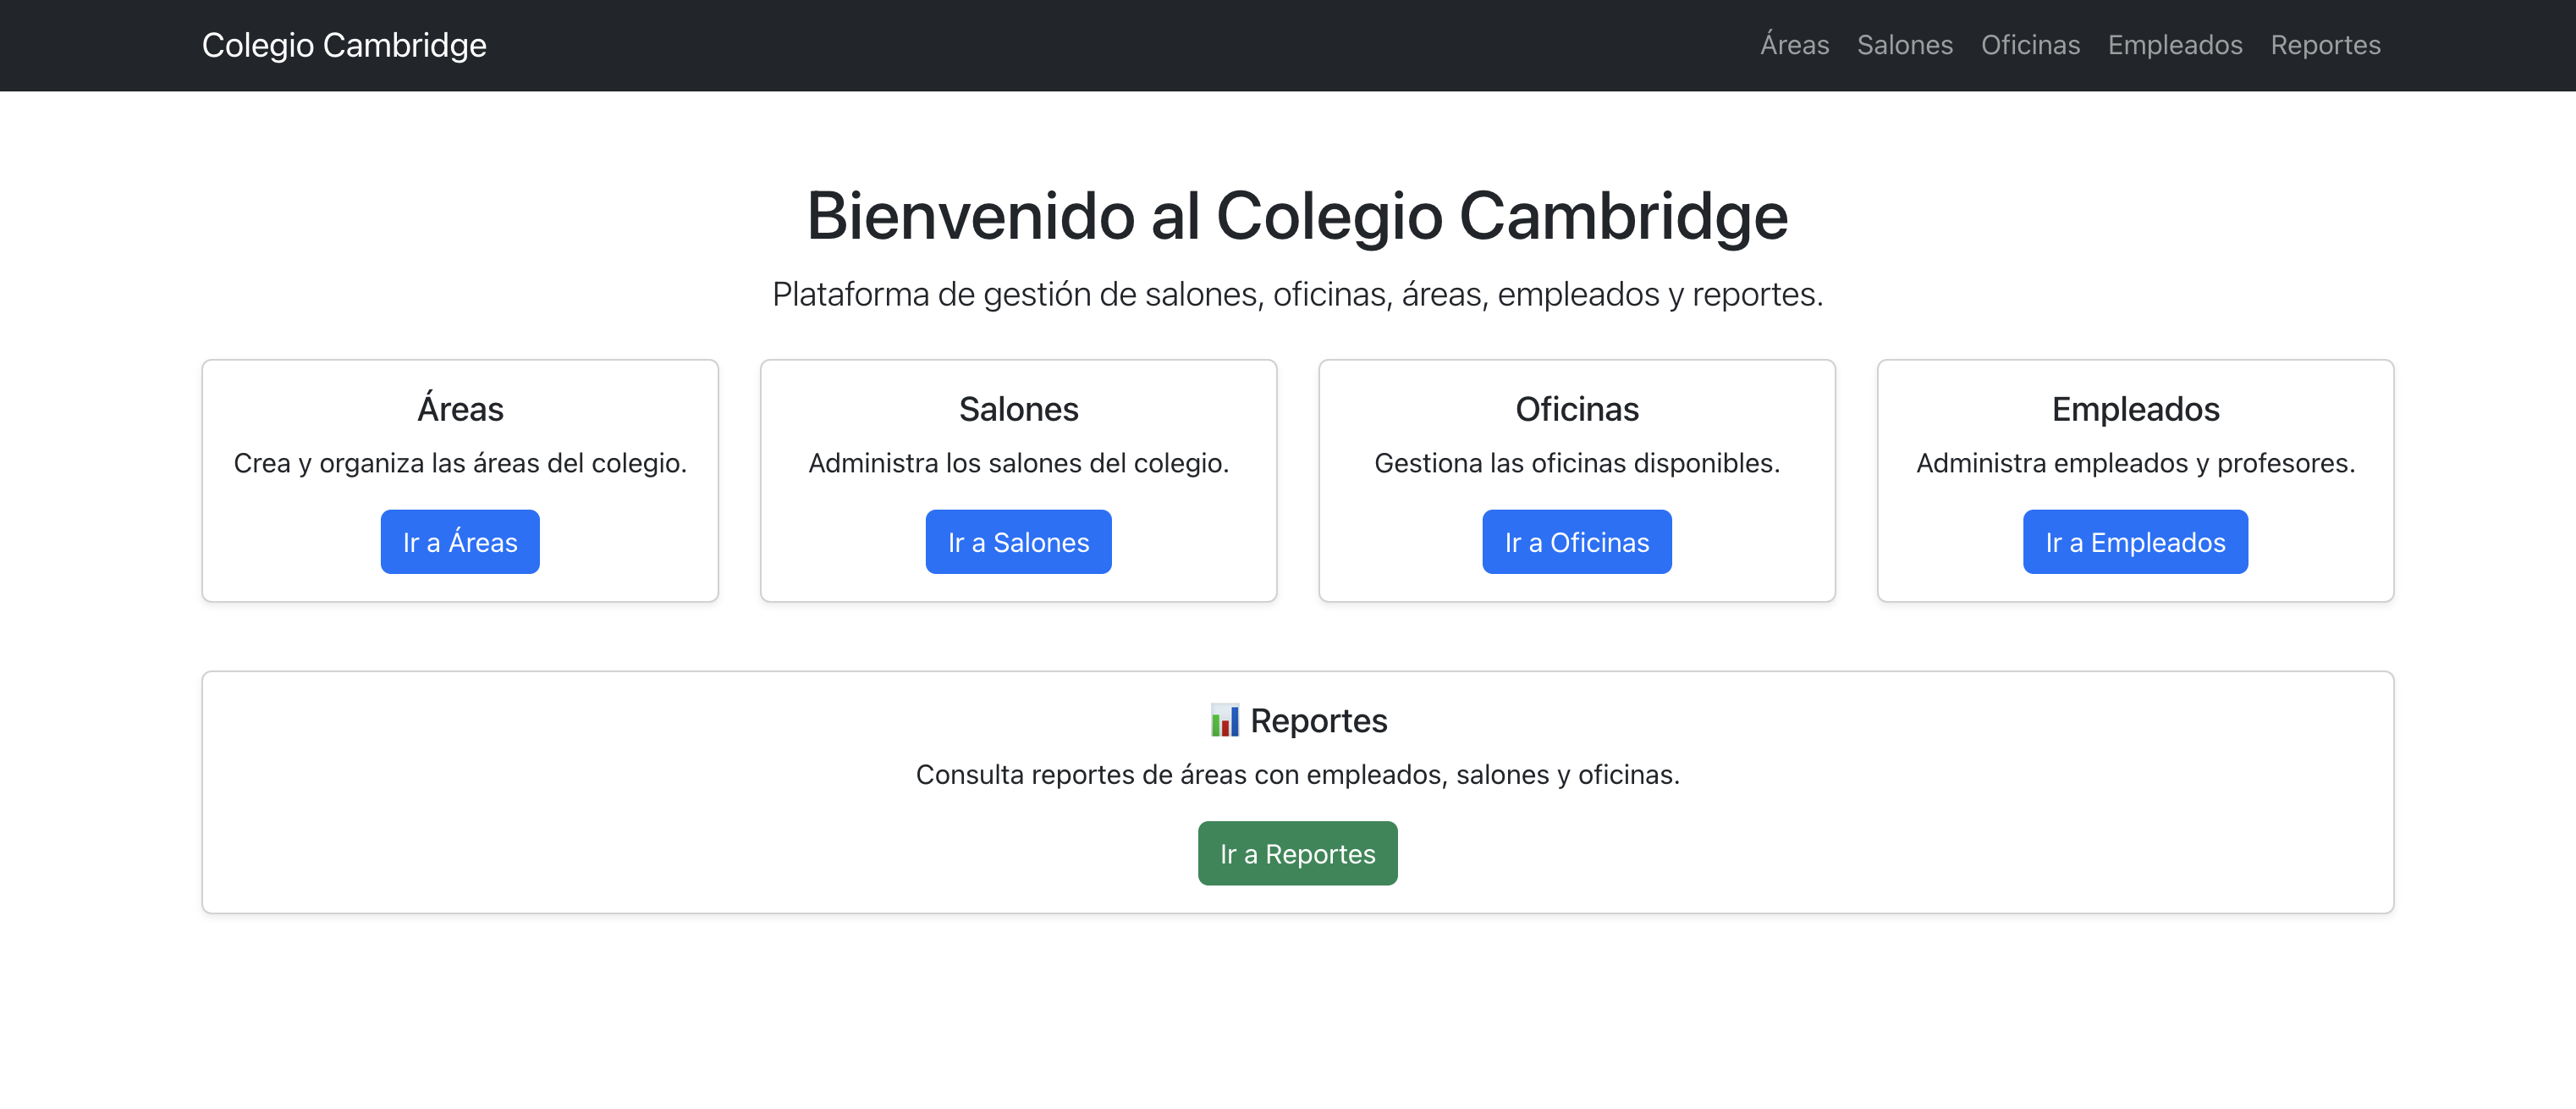 Colegio Cambridge
Áreas Salones Oficinas Empleados Reportes
Bienvenido al Colegio Cambridge
Plataforma de gestión de salones, oficinas, áreas, empleados y reportes.
Áreas
Crea y organiza las áreas del colegio.
Ir a Áreas
Salones
Administra los salones del colegio.
Ir a Salones
Oficinas
Gestiona las oficinas disponibles.
Ir a Oficinas
Empleados
Administra empleados y profesores.
Ir a Empleados
📊 Reportes
Consulta reportes de áreas con empleados, salones y oficinas.
Ir a Reportes